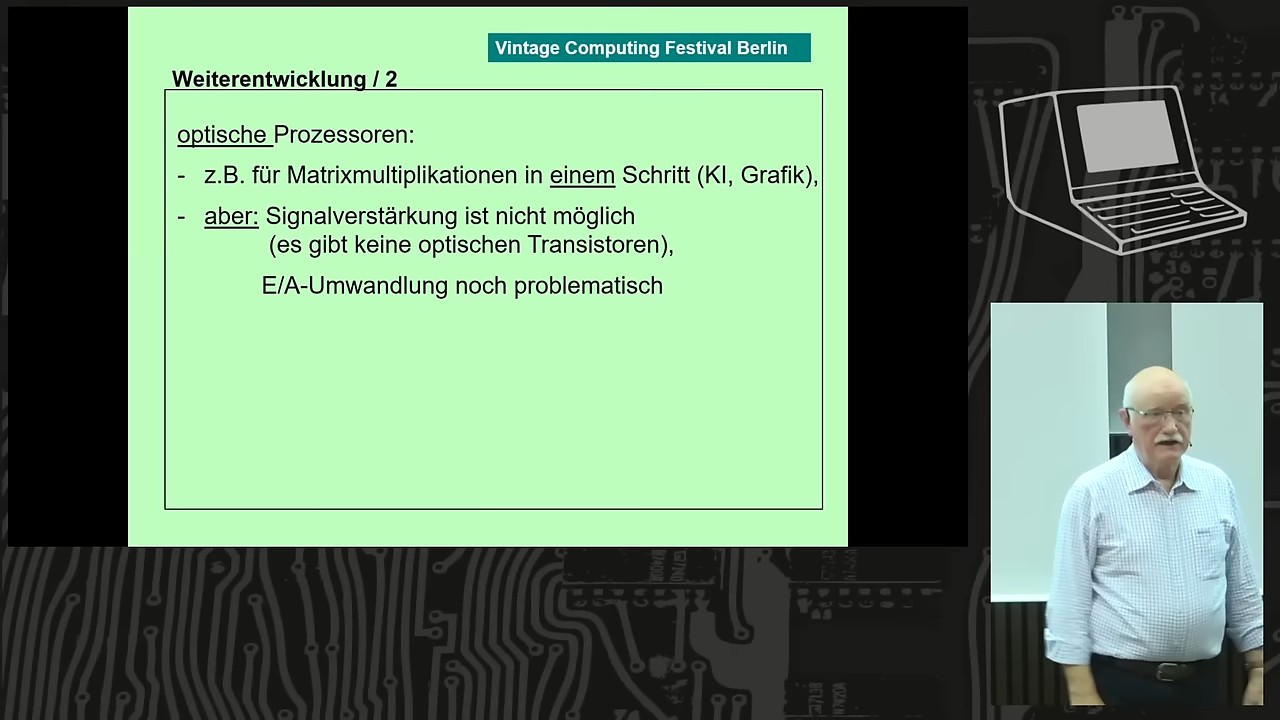 Vintage Computing Festival Berlin
Weiterentwicklung / 2
optische Prozessoren:
- z.B. für Matrixmultiplikationen in einem Schritt (KI, Grafik),
- aber: Signalverstärkung ist nicht möglich
(es gibt keine optischen Transistoren),
E/A-Umwandlung noch problematisch